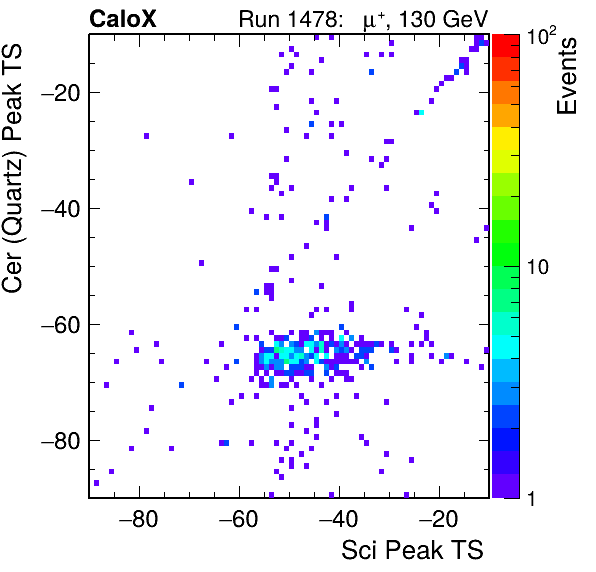 CaloX Run 1478: μ⁺, 130 GeV
Cer (Quartz) Peak TS
−20
−40
−60
−80
−80 −60 −40 −20
Sci Peak TS
10²
10
1
Events